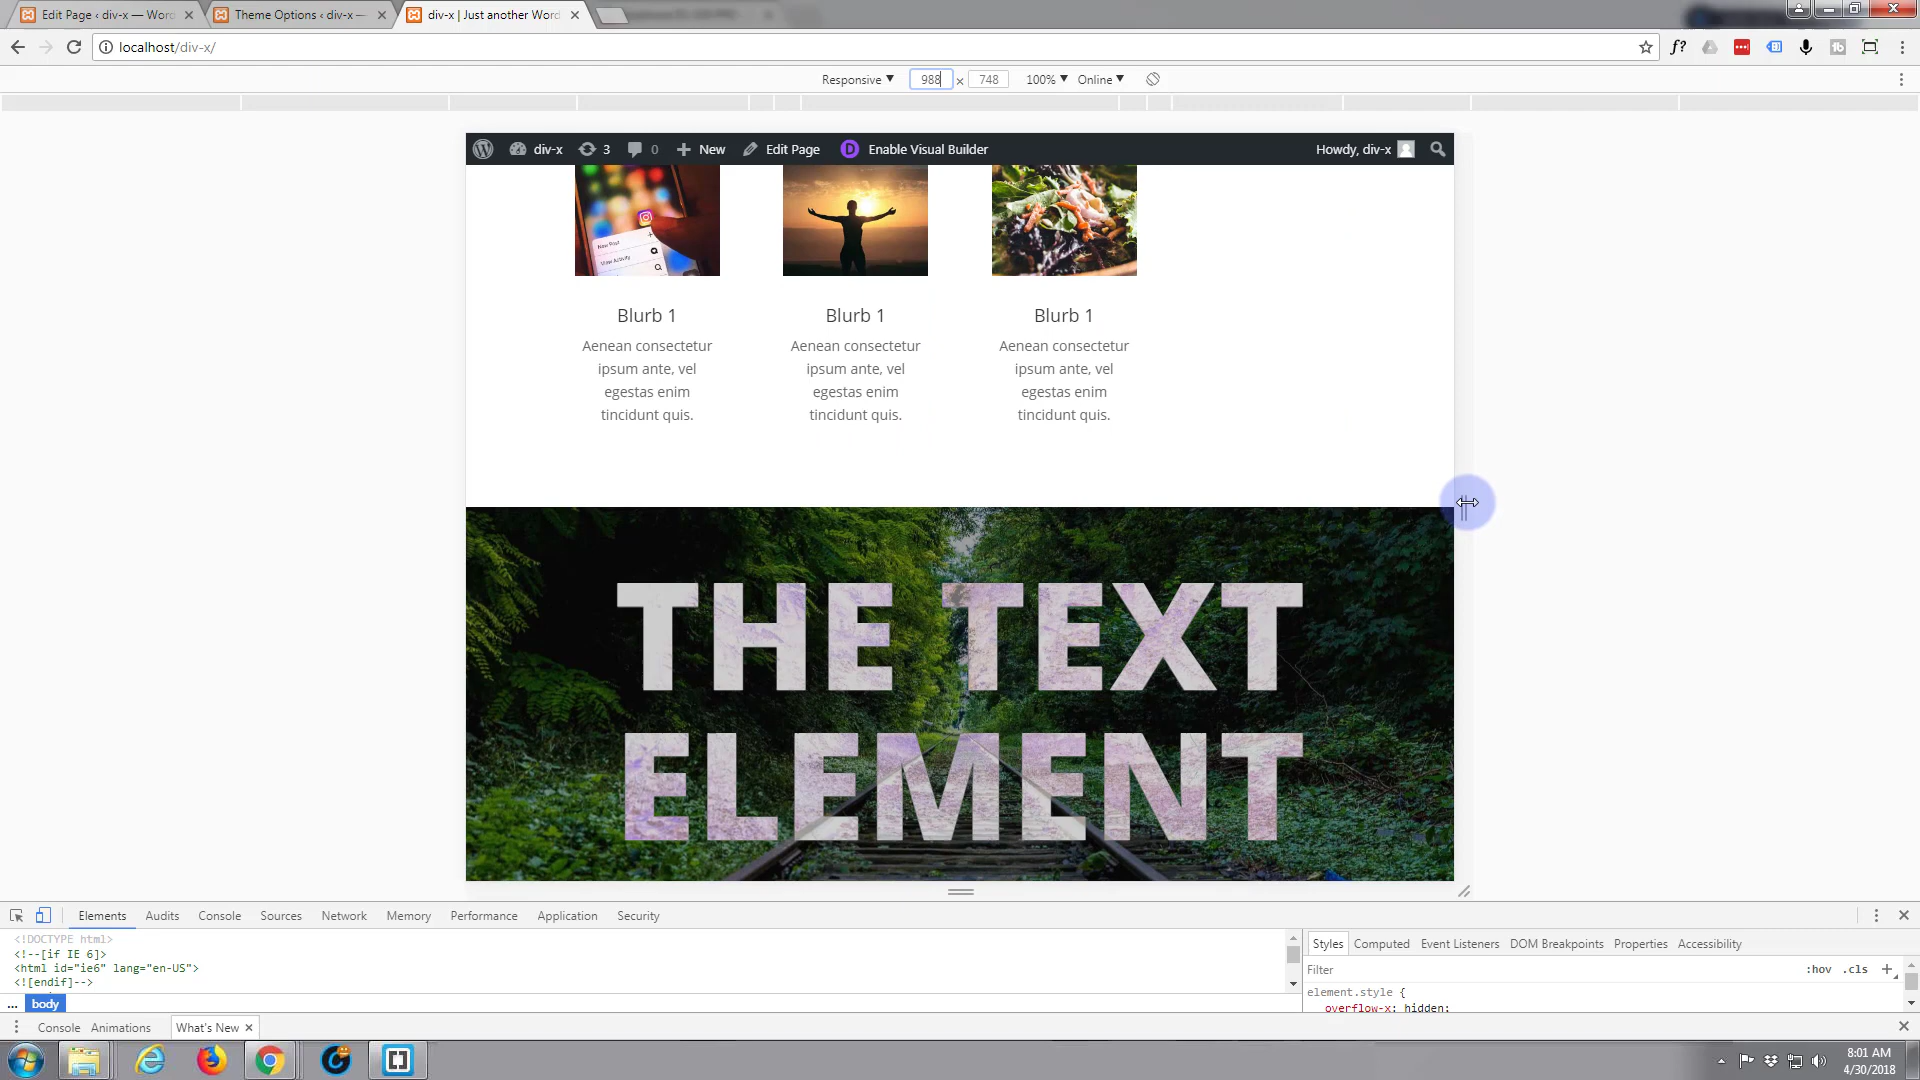 Edit Page ‹ div-x — Wor
Theme Options ‹ div-x —
div-x | Just another Word
localhost/div-x/
f?
Responsive
988
×
748
100%
Online
div-x
3
0
New
Edit Page
D
Enable Visual Builder
Howdy, div-x
New Post
View Activity
Blurb 1
Aenean consectetur
ipsum ante, vel
egestas enim
tincidunt quis.
Blurb 1
Aenean consectetur
ipsum ante, vel
egestas enim
tincidunt quis.
Blurb 1
Aenean consectetur
ipsum ante, vel
egestas enim
tincidunt quis.
THE TEXT
ELEMENT
Elements
Audits
Console
Sources
Network
Memory
Performance
Application
Security
<!DOCTYPE html>
<!--[if IE 6]>
<html id="ie6" lang="en-US">
<![endif]-->
... body
Styles
Computed
Event Listeners
DOM Breakpoints
Properties
Accessibility
Filter
:hov
.cls
element.style {
overflow-x: hidden;
Console
Animations
What's New
8:01 AM
4/30/2018